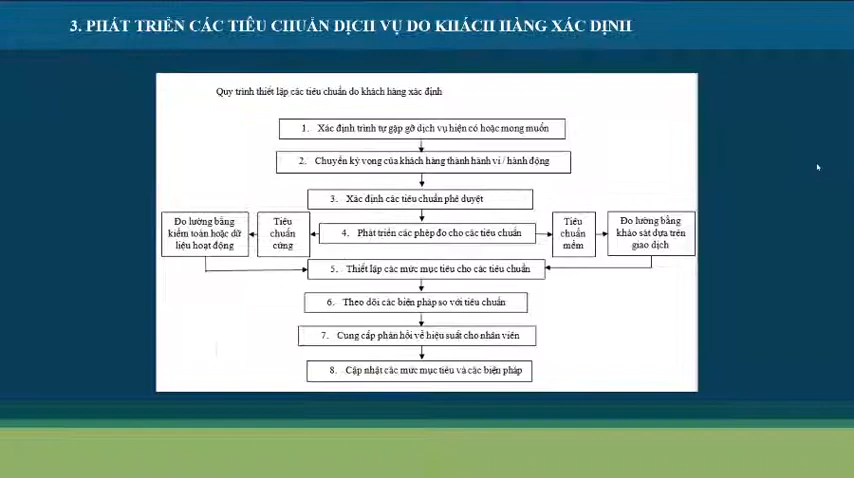 3. PHÁT TRIỂN CÁC TIÊU CHUẨN DỊCH VỤ DO KHÁCH HÀNG XÁC DỊNH
Quy trình thiết lập các tiêu chuẩn do khách hàng xác định
1. Xác định trình tự gặp gỡ dịch vụ hiện có hoặc mong muốn
2. Chuyển kỳ vọng của khách hàng thành hành vi / hành động
3. Xác định các tiêu chuẩn phê duyệt
Đo lường bằng
kiểm toán hoặc dữ
liệu hoạt động
Tiêu
chuẩn
cứng
4. Phát triển các phép đo cho các tiêu chuẩn
Tiêu
chuẩn
mềm
Đo lường bằng
khảo sát dựa trên
giao dịch
5. Thiết lập các mức mục tiêu cho các tiêu chuẩn
6. Theo dõi các biện pháp so với tiêu chuẩn
7. Cung cấp phản hồi về hiệu suất cho nhân viên
8. Cập nhật các mức mục tiêu và các biện pháp